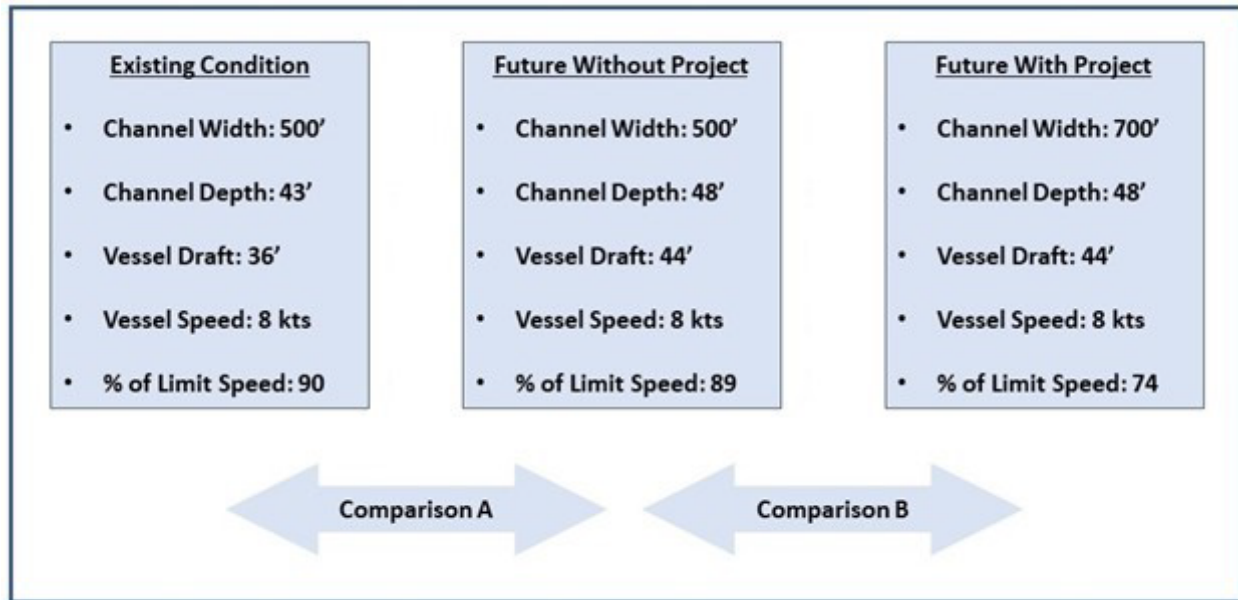 Existing Condition
• Channel Width: 500’
• Channel Depth: 43’
• Vessel Draft: 36’
• Vessel Speed: 8 kts
• % of Limit Speed: 90
Future Without Project
• Channel Width: 500’
• Channel Depth: 48’
• Vessel Draft: 44’
• Vessel Speed: 8 kts
• % of Limit Speed: 89
Future With Project
• Channel Width: 700’
• Channel Depth: 48’
• Vessel Draft: 44’
• Vessel Speed: 8 kts
• % of Limit Speed: 74
Comparison A
Comparison B